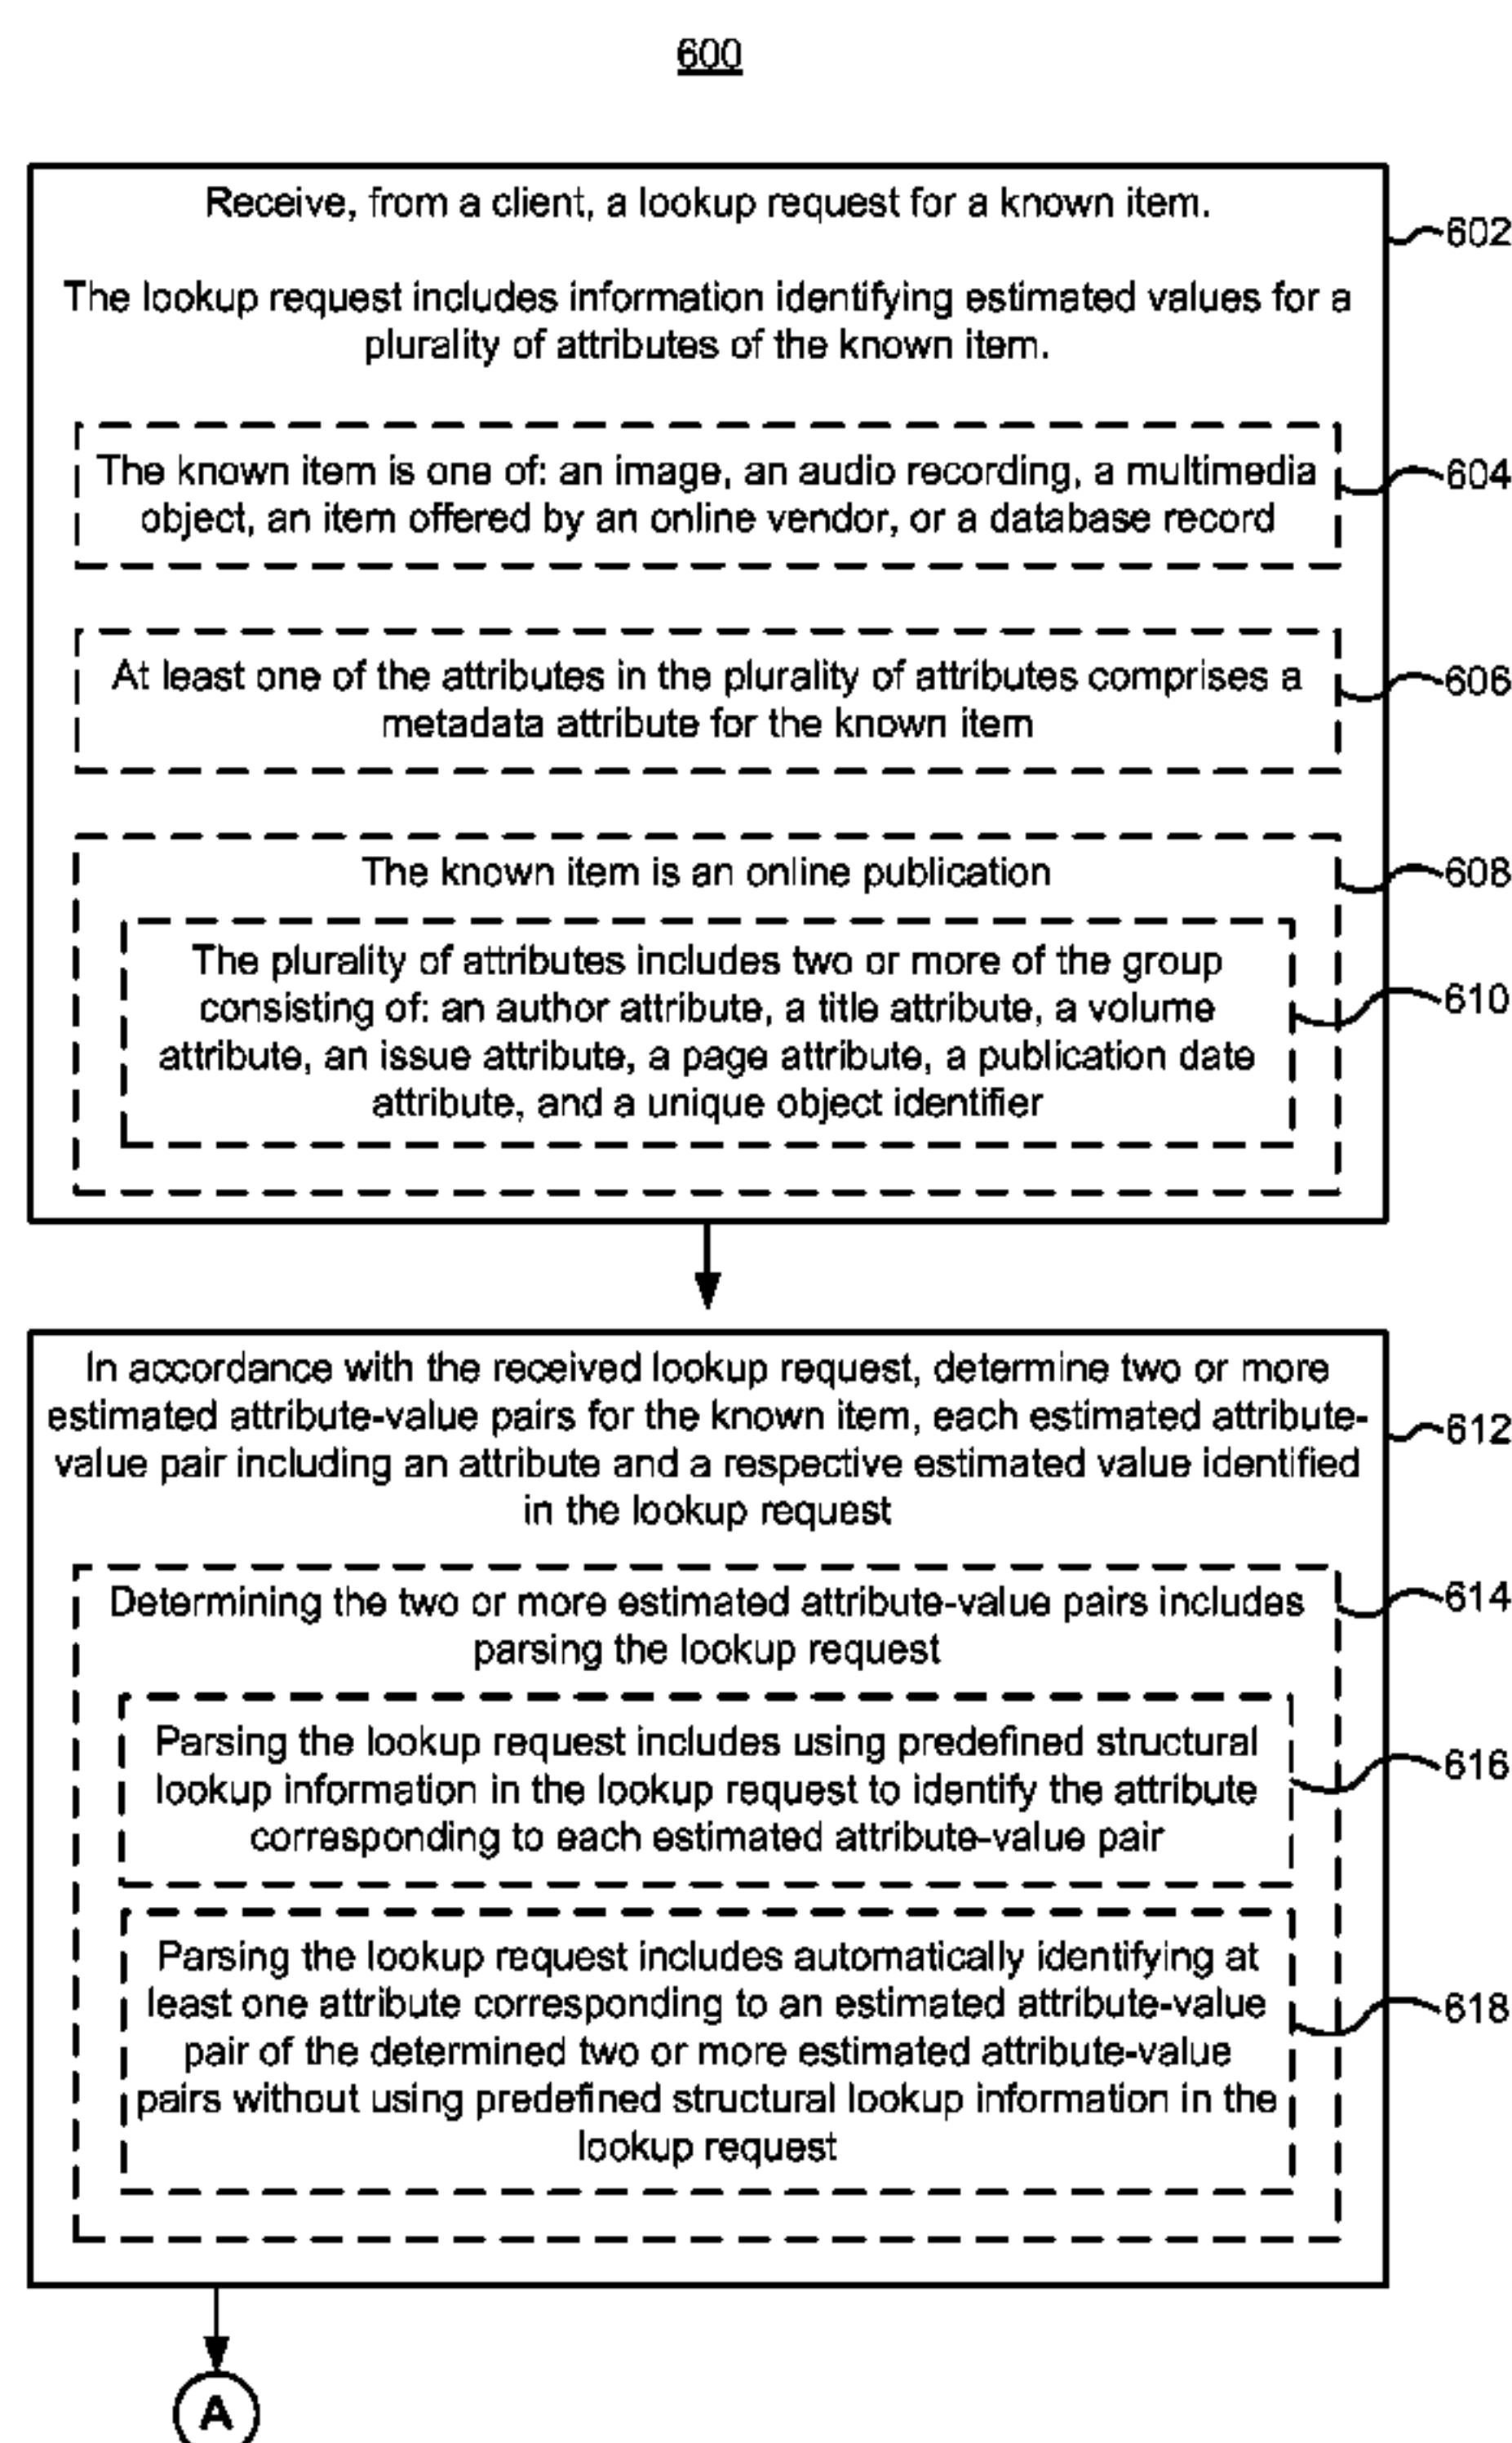 600
Receive, from a client, a lookup request for a known item.
602
The lookup request includes information identifying estimated values for a
plurality of attributes of the known item.
The known item is one of: an image, an audio recording, a multimedia
object, an item offered by an online vendor, or a database record
604
At least one of the attributes in the plurality of attributes comprises a
metadata attribute for the known item
606
The known item is an online publication
608
The plurality of attributes includes two or more of the group
consisting of: an author attribute, a title attribute, a volume
attribute, an issue attribute, a page attribute, a publication date
attribute, and a unique object identifier
610
In accordance with the received lookup request, determine two or more
estimated attribute-value pairs for the known item, each estimated attribute-
value pair including an attribute and a respective estimated value identified
in the lookup request
612
Determining the two or more estimated attribute-value pairs includes
parsing the lookup request
614
Parsing the lookup request includes using predefined structural
lookup information in the lookup request to identify the attribute
corresponding to each estimated attribute-value pair
616
Parsing the lookup request includes automatically identifying at
least one attribute corresponding to an estimated attribute-value
pair of the determined two or more estimated attribute-value
pairs without using predefined structural lookup information in the
lookup request
618
A